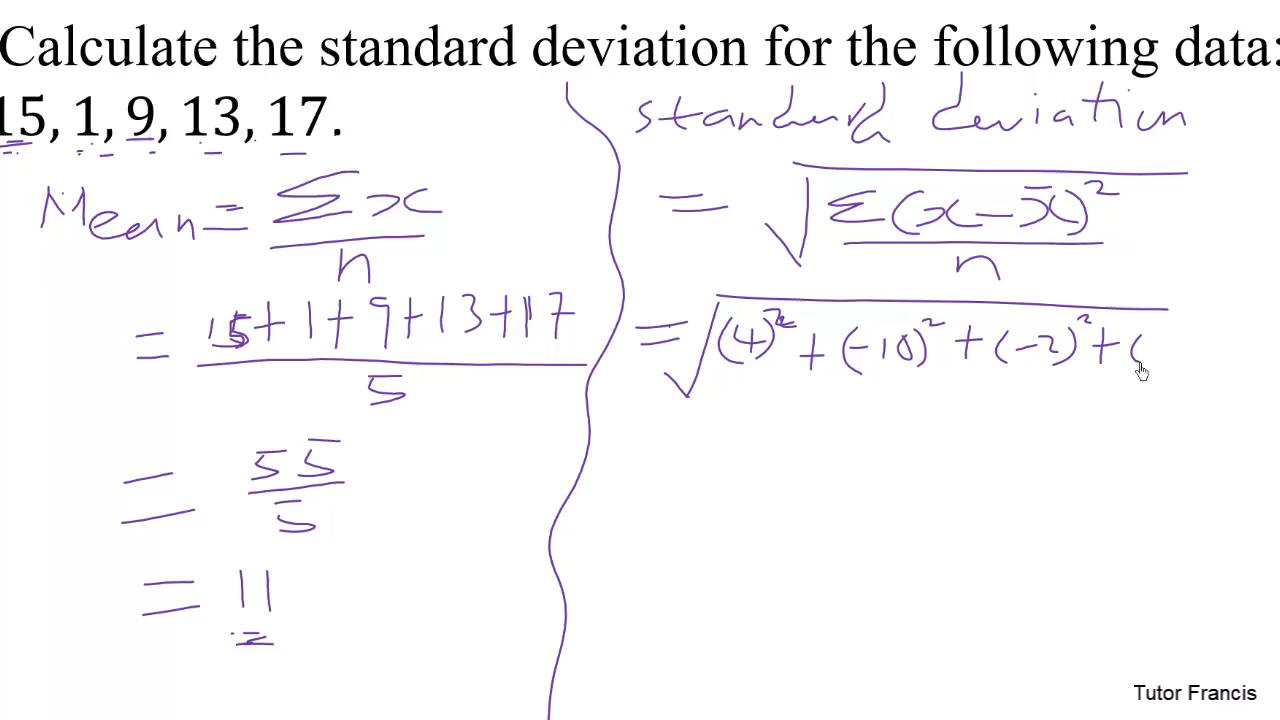 Calculate the standard deviation for the following data:
15, 1, 9, 13, 17.
Mean = Σx
n
= 15+1+9+13+17
5
= 55
5
= 11
standard deviation
= √Σ(x-x̄)²
n
= √(4)² + (-10)² + (-2)² + (
Tutor Francis